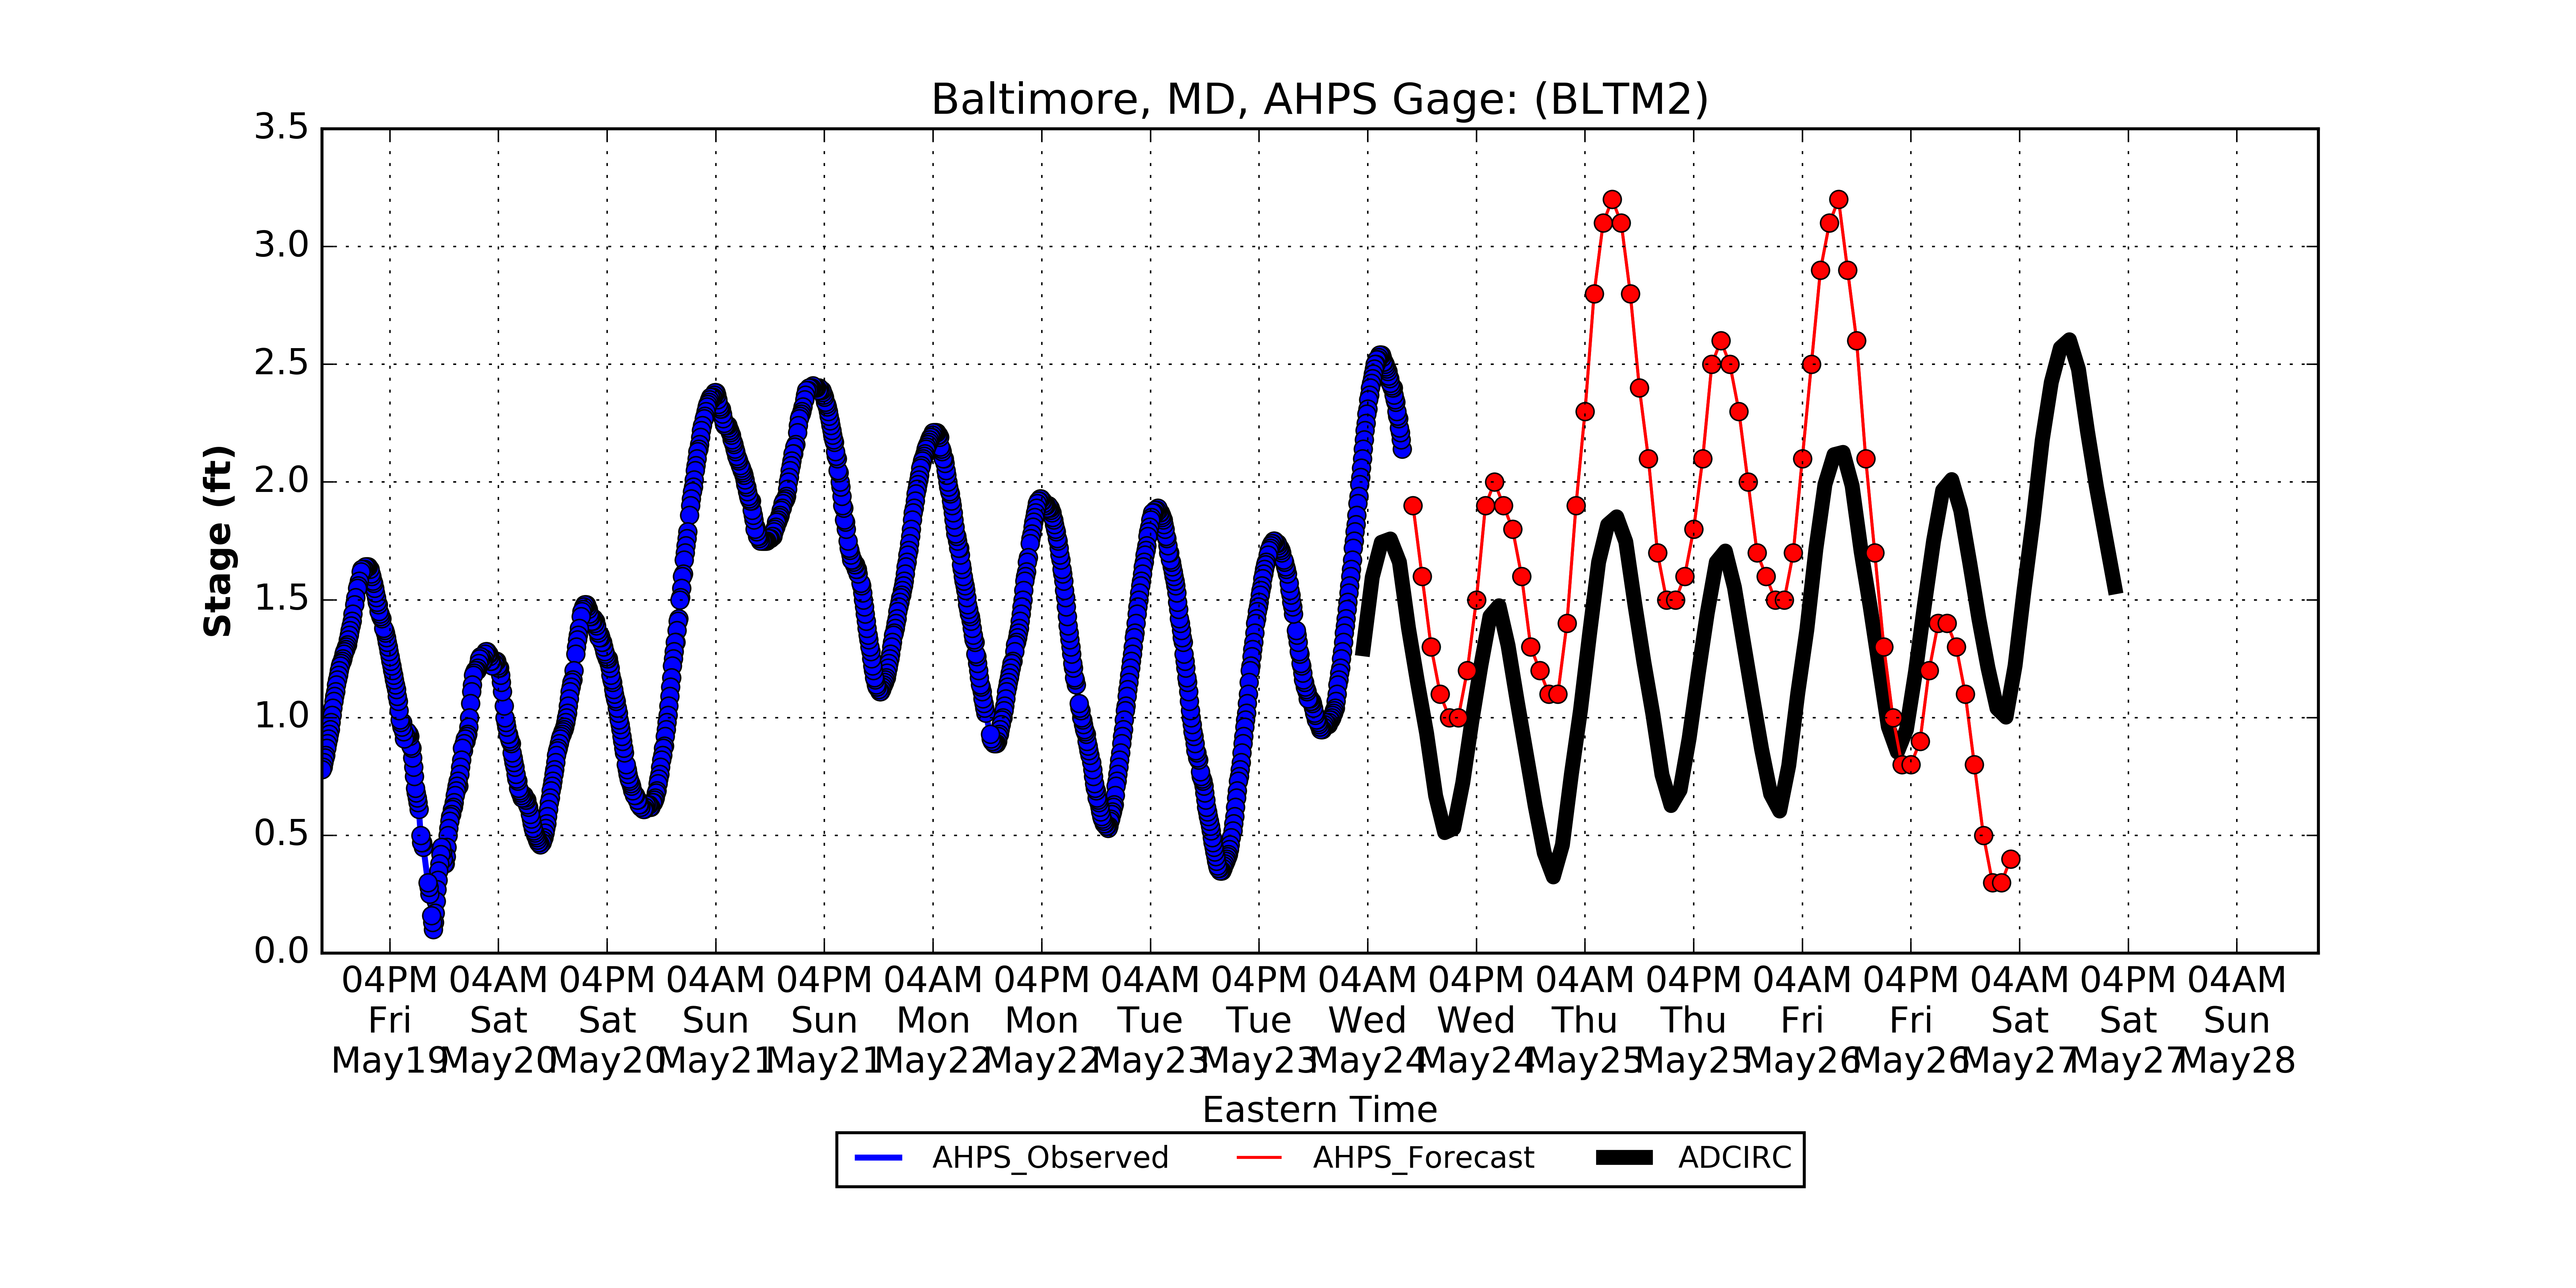 Baltimore, MD, AHPS Gage: (BLTM2)
3.5
3.0
2.5
2.0
1.5
1.0
0.5
0.0
Stage (ft)
04PM 04AM 04PM 04AM 04PM 04AM 04PM 04AM 04PM 04AM 04PM 04AM 04PM 04AM 04PM 04AM 04PM 04AM
Fri Sat Sat Sun Sun Mon Mon Tue Tue Wed Wed Thu Thu Fri Fri Sat Sat Sun
May19 May20 May20 May21 May21 May22 May22 May23 May23 May24 May24 May25 May25 May26 May26 May27 May27 May28
Eastern Time
AHPS_Observed AHPS_Forecast ADCIRC